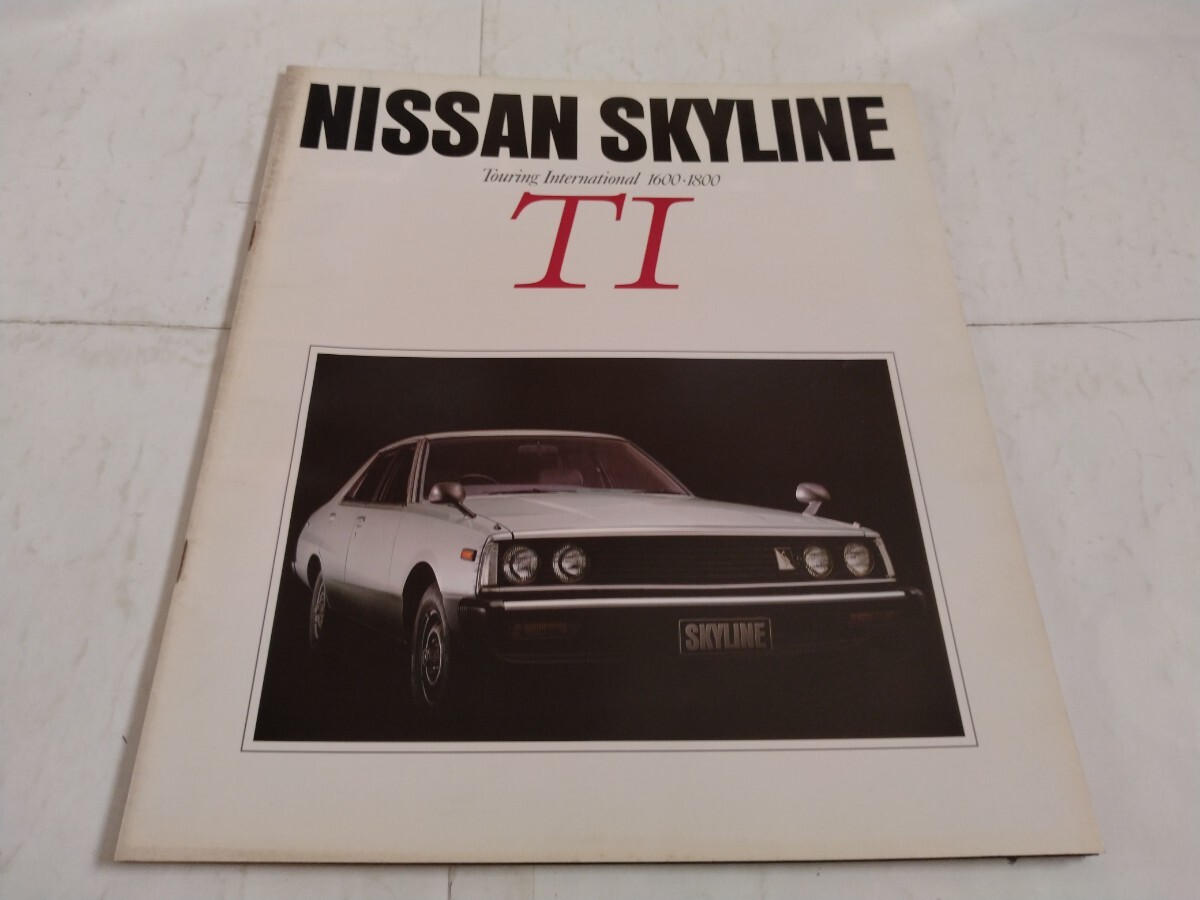 NISSAN SKYLINE
Touring International 1600·1800
TI
SKYLINE